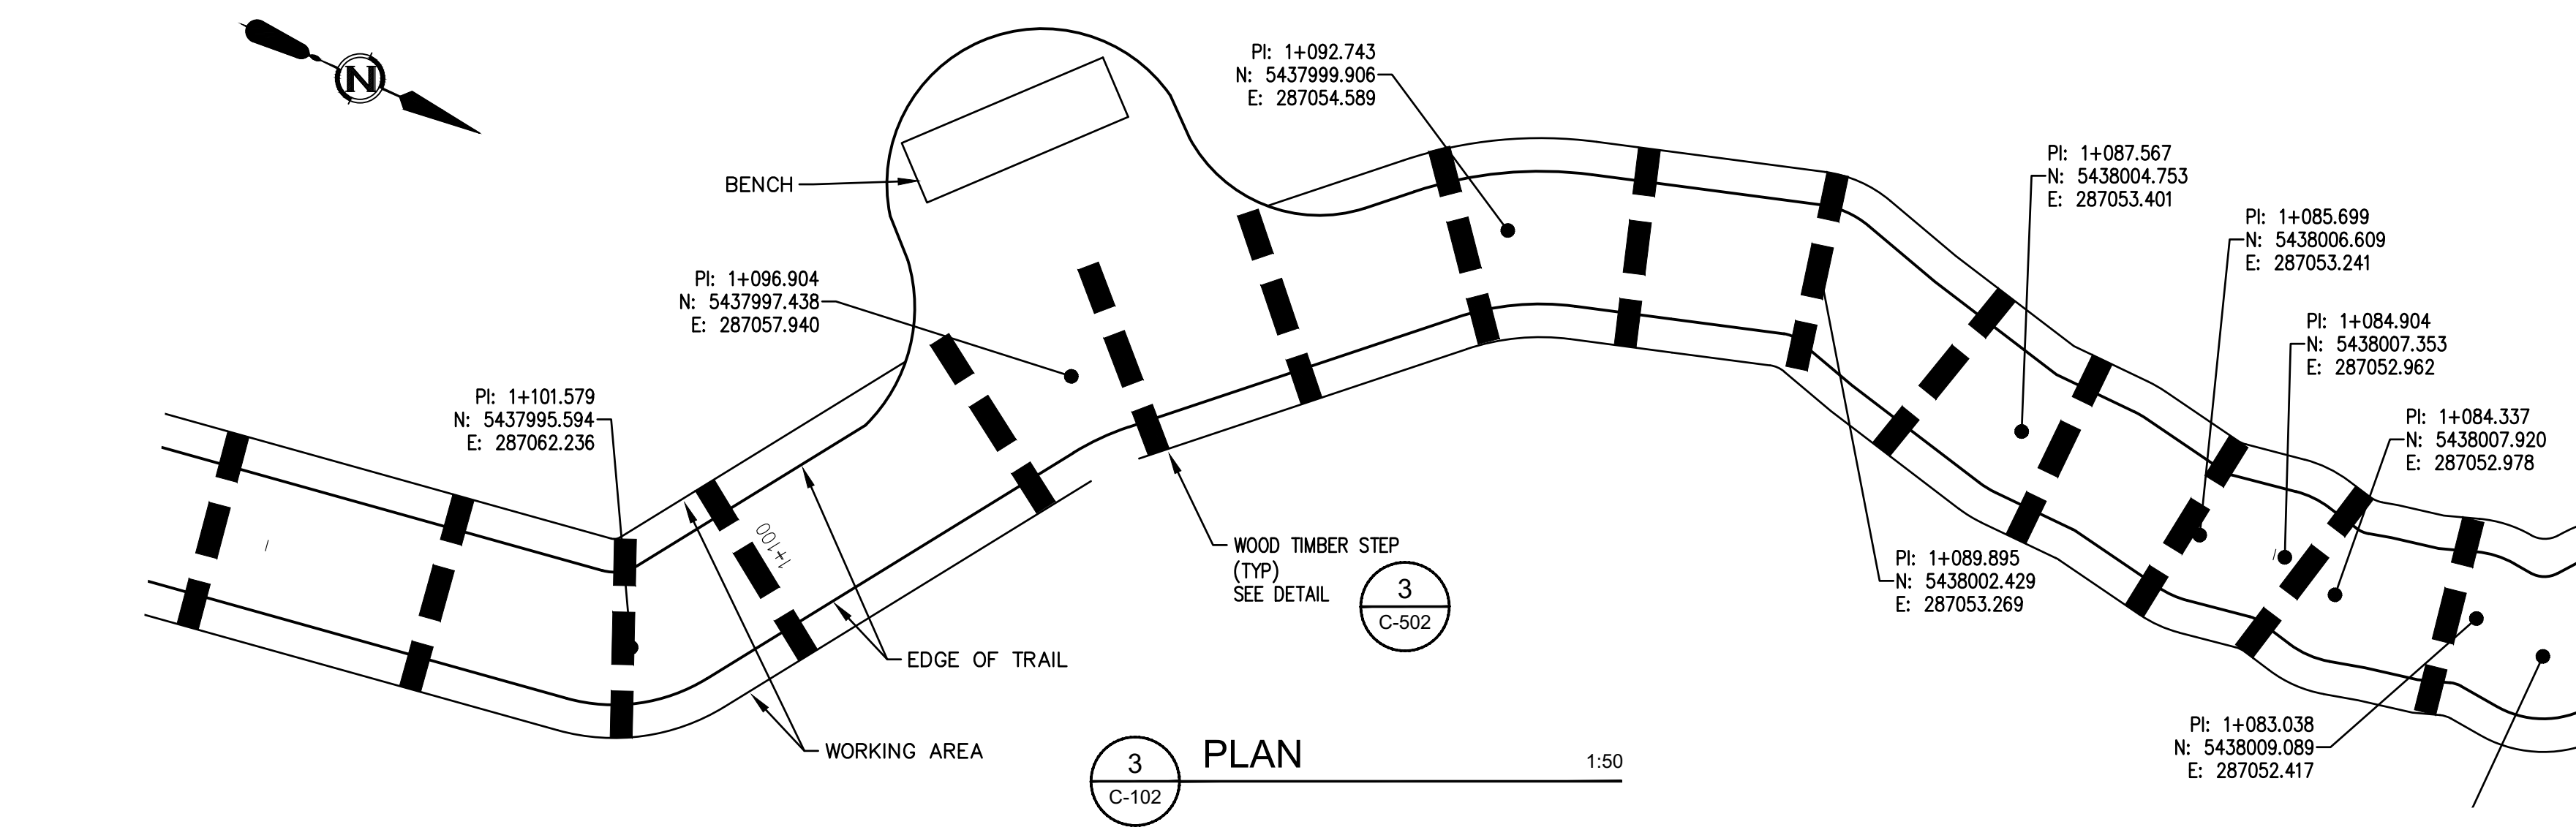 N
PI: 1+092.743
N: 5437999.906
E: 287054.589
BENCH
PI: 1+087.567
N: 5438004.753
E: 287053.401
PI: 1+085.699
N: 5438006.609
E: 287053.241
PI: 1+096.904
N: 5437997.438
E: 287057.940
PI: 1+084.904
N: 5438007.353
E: 287052.962
PI: 1+101.579
N: 5437995.594
E: 287062.236
PI: 1+084.337
N: 5438007.920
E: 287052.978
1+100
WOOD TIMBER STEP
(TYP)
SEE DETAIL
3
C-502
PI: 1+089.895
N: 5438002.429
E: 287053.269
EDGE OF TRAIL
WORKING AREA
PI: 1+083.038
N: 5438009.089
E: 287052.417
3
C-102
PLAN
1:50